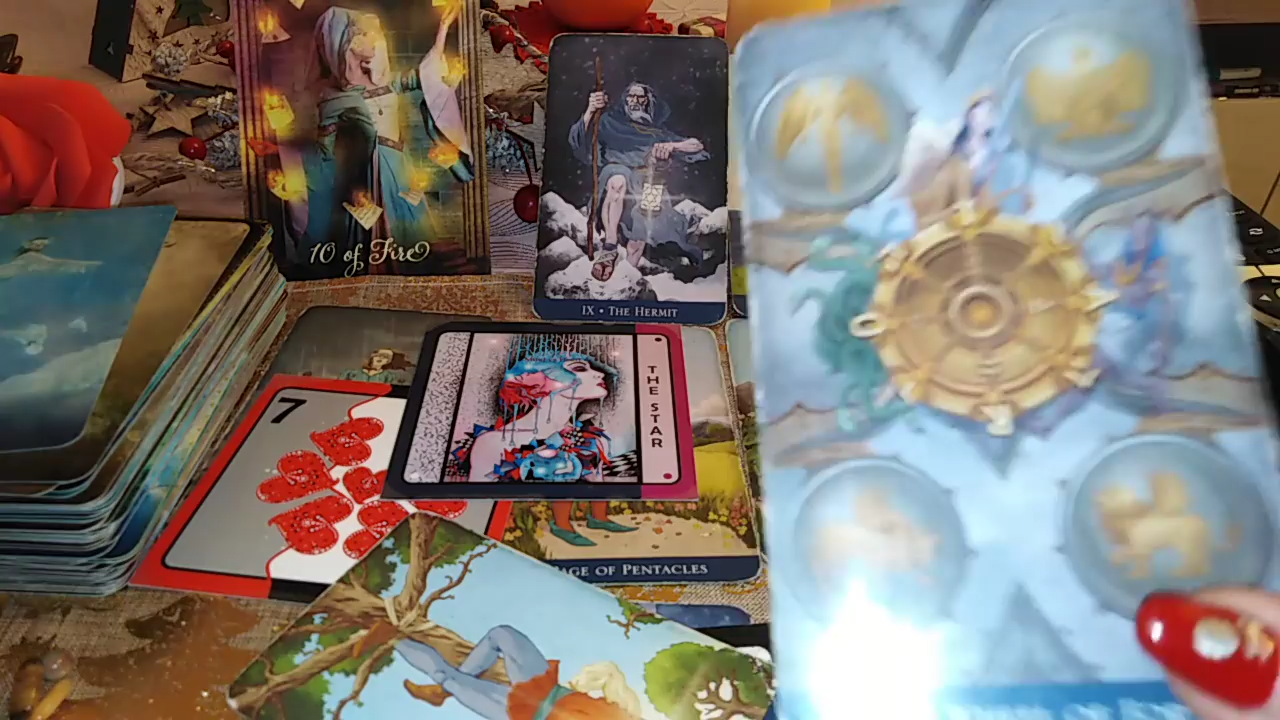 10 of Fire
IX • THE HERMIT
7
THE STAR
AGE OF PENTACLES